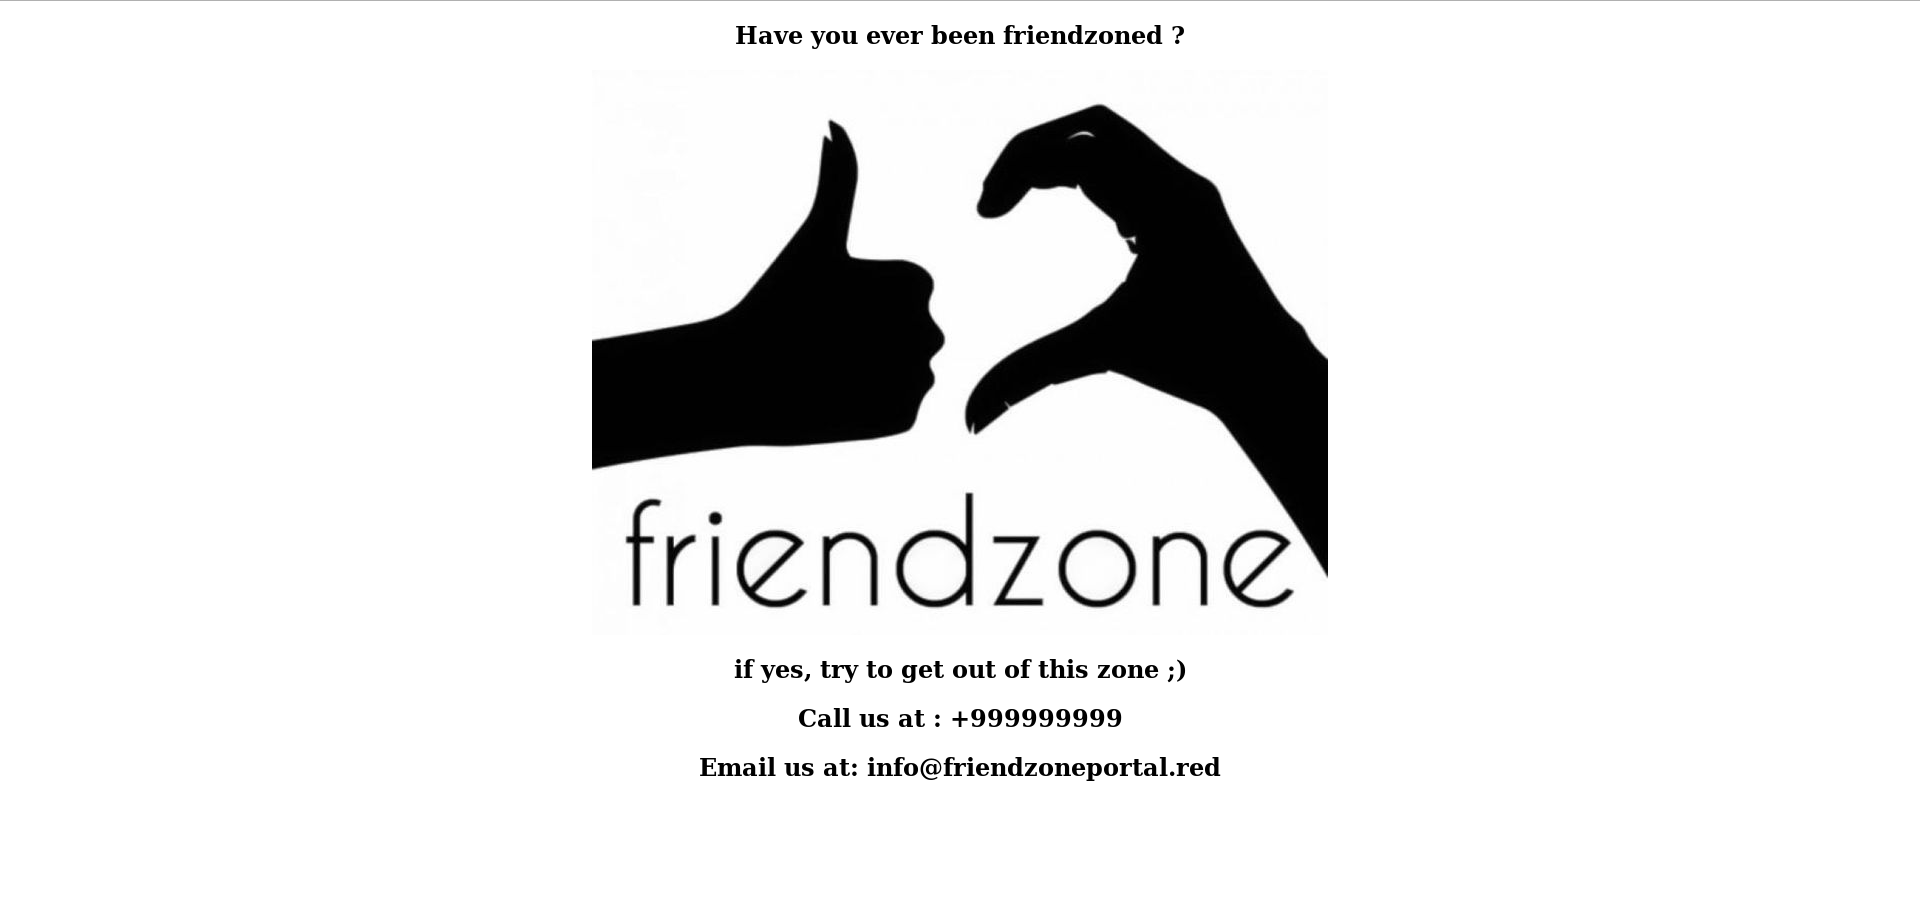 Have you ever been friendzoned ?
friendzone
if yes, try to get out of this zone ;)
Call us at : +999999999
Email us at: info@friendzoneportal.red